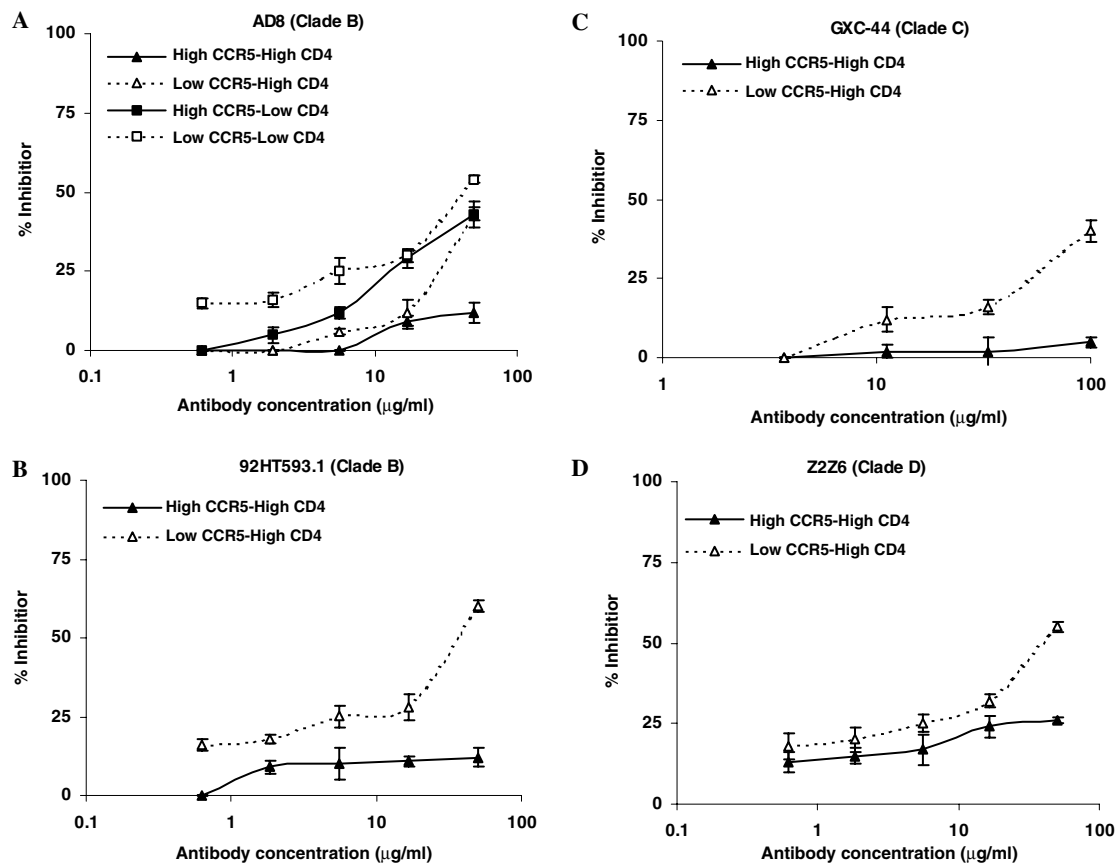 A
AD8 (Clade B)
High CCR5-High CD4
Low CCR5-High CD4
High CCR5-Low CD4
Low CCR5-Low CD4
100
75
50
25
0
% Inhibitior
0.1 1 10 100
Antibody concentration (μg/ml)
C
GXC-44 (Clade C)
High CCR5-High CD4
Low CCR5-High CD4
100
75
50
25
0
% Inhibitior
1 10 100
Antibody concentration (μg/ml)
B
92HT593.1 (Clade B)
High CCR5-High CD4
Low CCR5-High CD4
100
75
50
25
0
% Inhibitior
0.1 1 10 100
Antibody concentration (μg/ml)
D
Z2Z6 (Clade D)
High CCR5-High CD4
Low CCR5-High CD4
100
75
50
25
0
% Inhibitior
0.1 1 10 100
Antibody concentration (μg/ml)